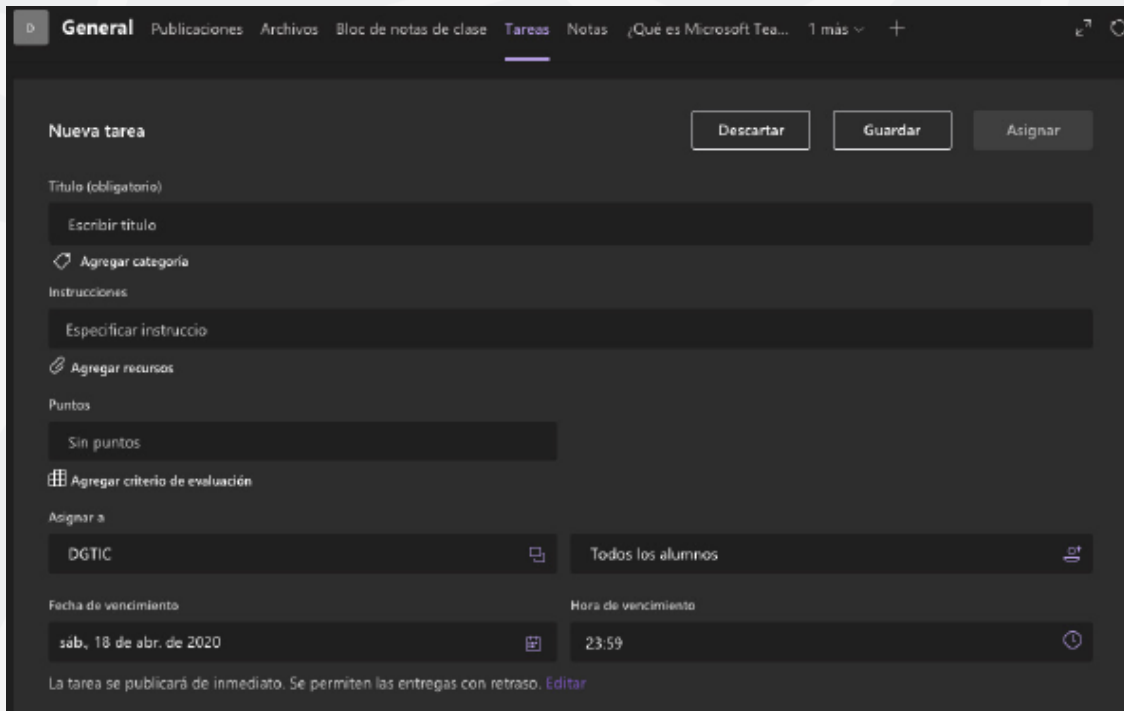 D General Publicaciones Archivos Bloc de notas de clase Tareas Notas ¿Qué es Microsoft Tea... 1 más
Nueva tarea Descartar Guardar Asignar
Título (obligatorio)
Escribir título
Agregar categoría
Instrucciones
Especificar instruccio
Agregar recursos
Puntos
Sin puntos
Agregar criterio de evaluación
Asignar a
DGTIC Todos los alumnos
Fecha de vencimiento Hora de vencimiento
sáb., 18 de abr. de 2020 23:59
La tarea se publicará de inmediato. Se permiten las entregas con retraso. Editar